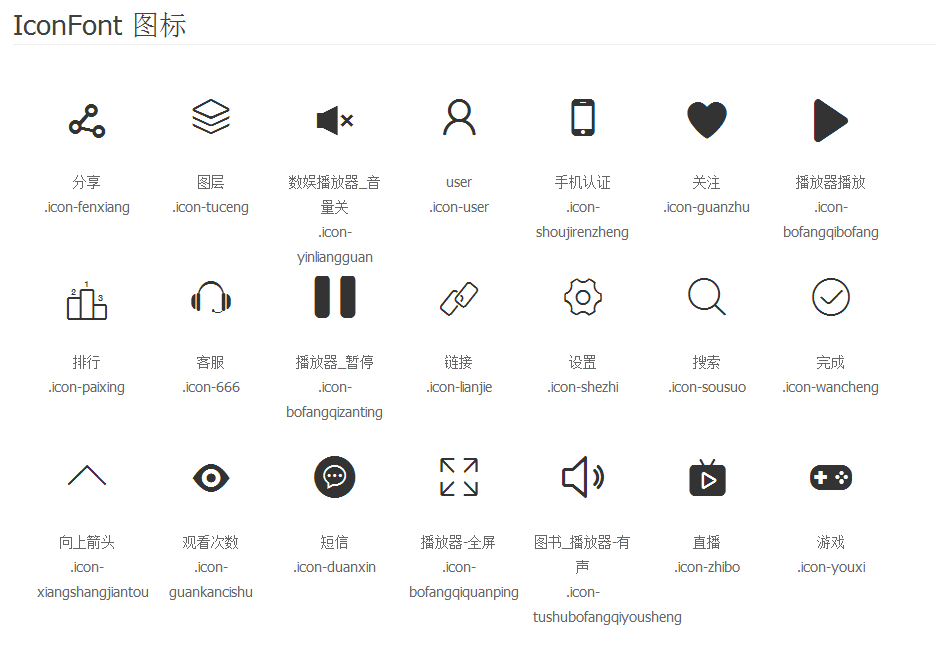 IconFont 图标
分享
.icon-fenxiang
图层
.icon-tuceng
数娱播放器_音
量关
.icon-
yinliangguan
user
.icon-user
手机认证
.icon-
shoujirenzheng
关注
.icon-guanzhu
播放器播放
.icon-
bofangqibofang
2 1 3
排行
.icon-paixing
客服
.icon-666
播放器_暂停
.icon-
bofangqizanting
链接
.icon-lianjie
设置
.icon-shezhi
搜索
.icon-sousuo
完成
.icon-wancheng
向上箭头
.icon-
xiangshangjiantou
观看次数
.icon-
guankancishu
短信
.icon-duanxin
播放器-全屏
.icon-
bofangqiquanping
图书_播放器-有
声
.icon-
tushubofangqiyousheng
直播
.icon-zhibo
游戏
.icon-youxi